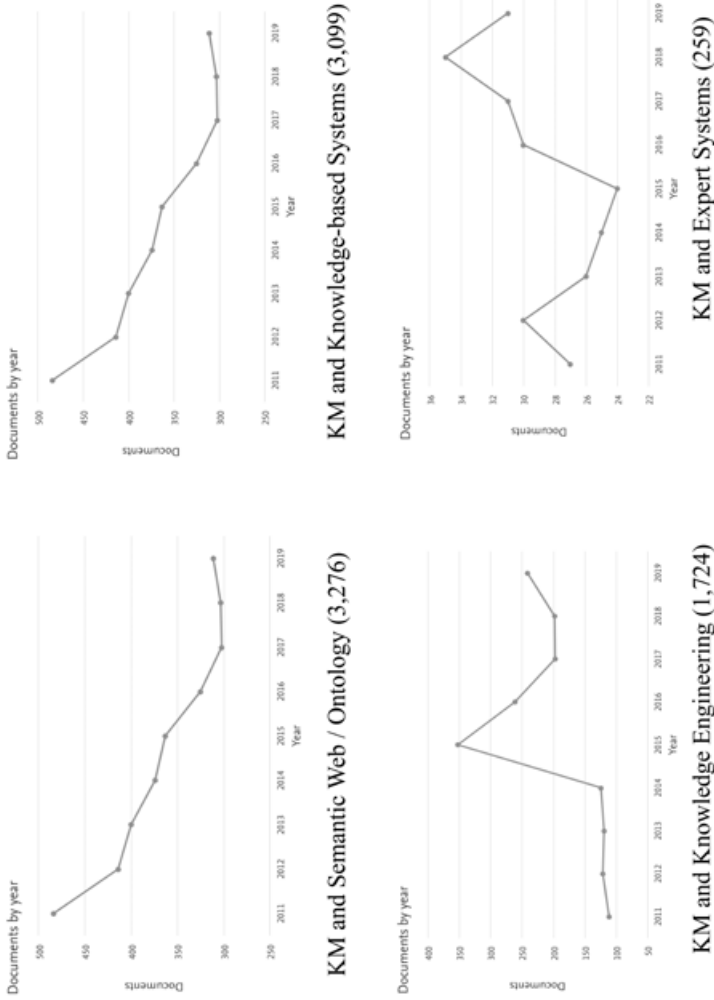 Documents by year
500
450
400
350
300
250
Documents
2011 2012 2013 2014 2015 2016 2017 2018 2019
Year
KM and Semantic Web / Ontology (3,276)
Documents by year
500
450
400
350
300
250
Documents
2011 2012 2013 2014 2015 2016 2017 2018 2019
Year
KM and Knowledge-based Systems (3,099)
Documents by year
400
350
300
250
200
150
100
50
Documents
2011 2012 2013 2014 2015 2016 2017 2018 2019
Year
KM and Knowledge Engineering (1,724)
Documents by year
36
34
32
30
28
26
24
22
Documents
2011 2012 2013 2014 2015 2016 2017 2018 2019
Year
KM and Expert Systems (259)